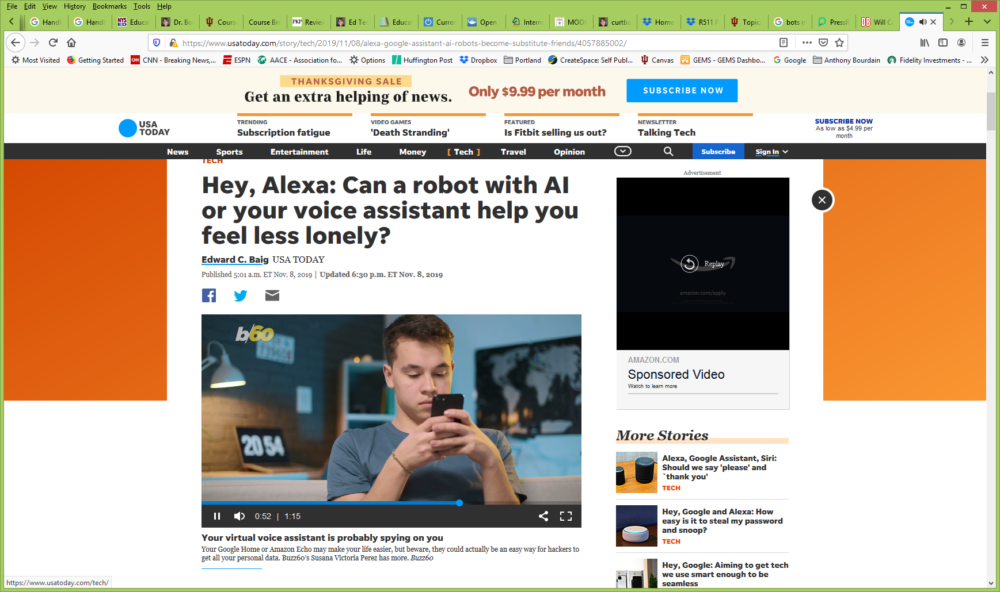 File Edit View History Bookmarks Tools Help
Handb Handb Educat Dr. Bo Cours Course Bro PKP Review Ed Tec Educa Currer Open Intern MOOC curtbo Home R511 P Topic bots n PressR Will C
https://www.usatoday.com/story/tech/2019/11/08/alexa-google-assistant-ai-robots-become-substitute-friends/4057885002/
Most Visited Getting Started CNN - Breaking News,... ESPN AACE - Association fo... Options Huffington Post Dropbox Portland CreateSpace: Self Publ... Canvas GEMS - GEMS Dashbo... Google Anthony Bourdain Fidelity Investments - ...
THANKSGIVING SALE
Get an extra helping of news.
Only $9.99 per month
SUBSCRIBE NOW
USA
TODAY
TRENDING
Subscription fatigue
VIDEO GAMES
'Death Stranding'
FEATURED
Is Fitbit selling us out?
NEWSLETTER
Talking Tech
SUBSCRIBE NOW
As low as $4.99 per
month
News Sports Entertainment Life Money [ Tech ] Travel Opinion Subscribe Sign In
TECH
Hey, Alexa: Can a robot with AI
or your voice assistant help you
feel less lonely?
Edward C. Baig USA TODAY
Published 5:01 a.m. ET Nov. 8, 2019 | Updated 6:30 p.m. ET Nov. 8, 2019
b/60
20 54
0:52 | 1:15
Your virtual voice assistant is probably spying on you
Your Google Home or Amazon Echo may make your life easier, but beware, they could actually be an easy way for hackers to
get all your personal data. Buzz60's Susana Victoria Perez has more. Buzz60
Advertisement
Replay
amazon.com/apply
AMAZON.COM
Sponsored Video
Watch to learn more
More Stories
Alexa, Google Assistant, Siri:
Should we say 'please' and
`thank you'
TECH
Hey, Google and Alexa: How
easy is it to steal my password
and snoop?
TECH
Hey, Google: Aiming to get tech
we use smart enough to be
seamless
https://www.usatoday.com/tech/